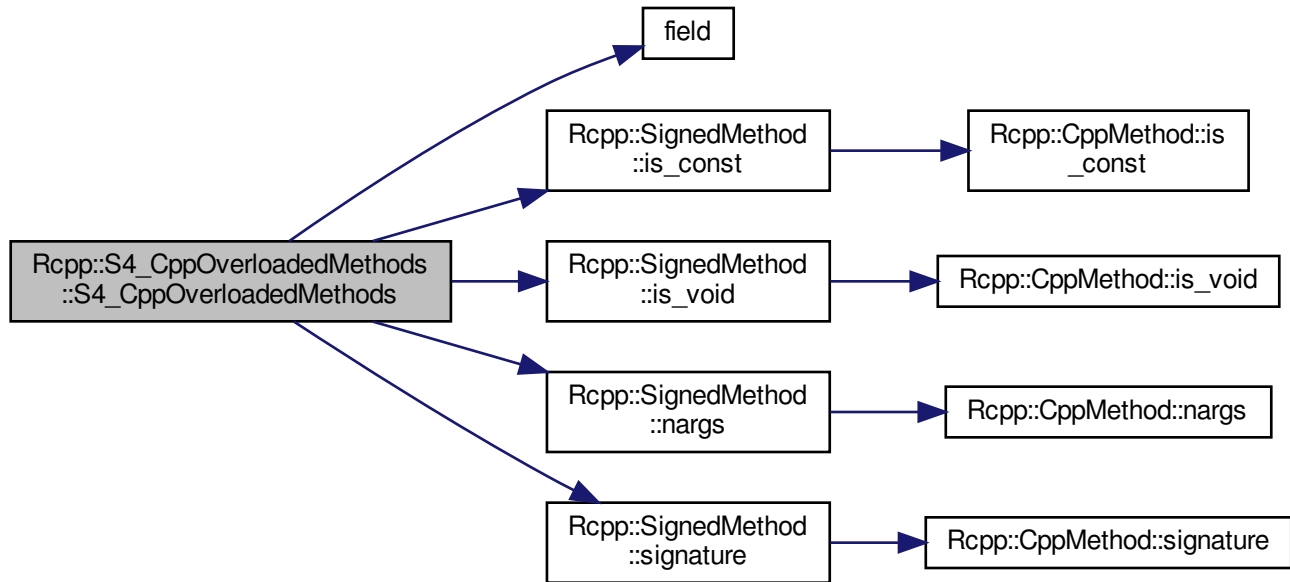 field
Rcpp::SignedMethod
::is_const
Rcpp::CppMethod::is
_const
Rcpp::S4_CppOverloadedMethods
::S4_CppOverloadedMethods
Rcpp::SignedMethod
::is_void
Rcpp::CppMethod::is_void
Rcpp::SignedMethod
::nargs
Rcpp::CppMethod::nargs
Rcpp::SignedMethod
::signature
Rcpp::CppMethod::signature